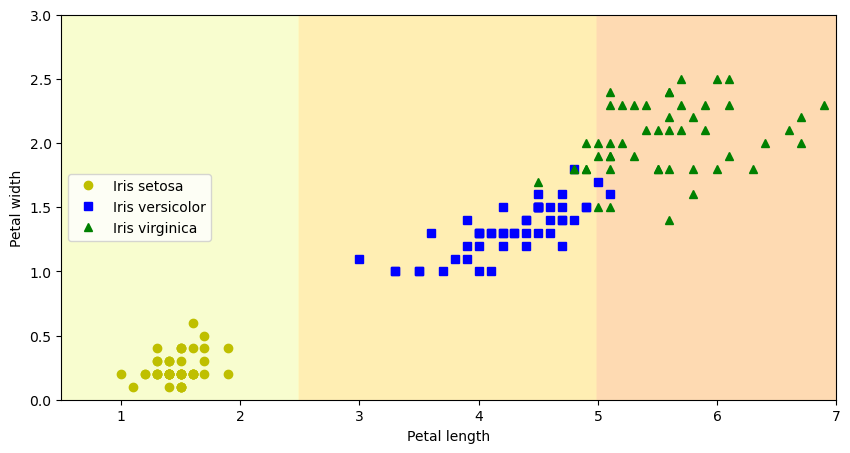 3.0
2.5
2.0
1.5
1.0
0.5
0.0
Petal width
Iris setosa
Iris versicolor
Iris virginica
1 2 3 4 5 6 7
Petal length